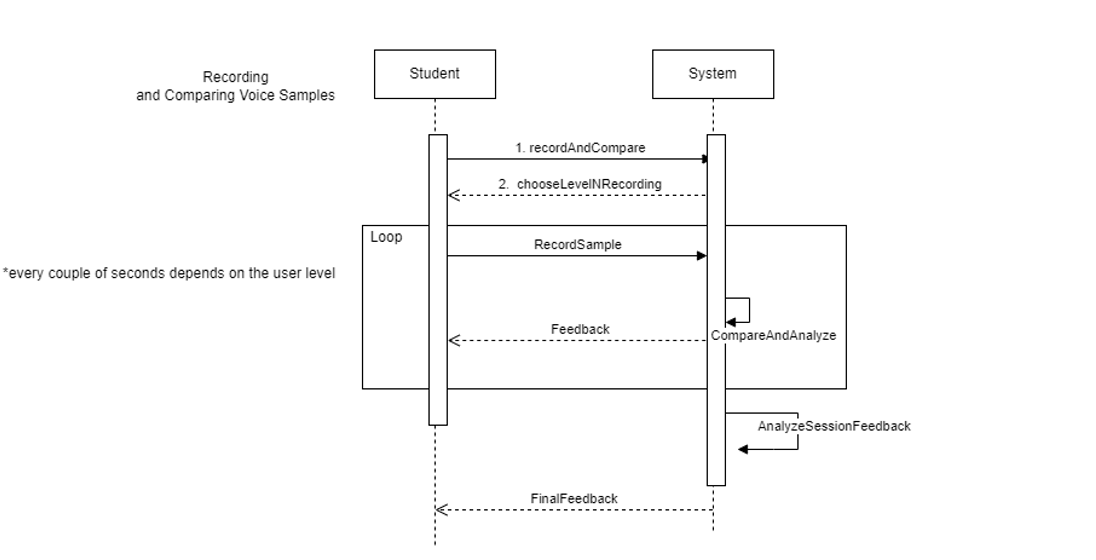 Student
System
Recording
and Comparing Voice Samples
1. recordAndCompare
2. chooseLevelNRecording
Loop
RecordSample
*every couple of seconds depends on the user level
Feedback
CompareAndAnalyze
AnalyzeSessionFeedback
FinalFeedback